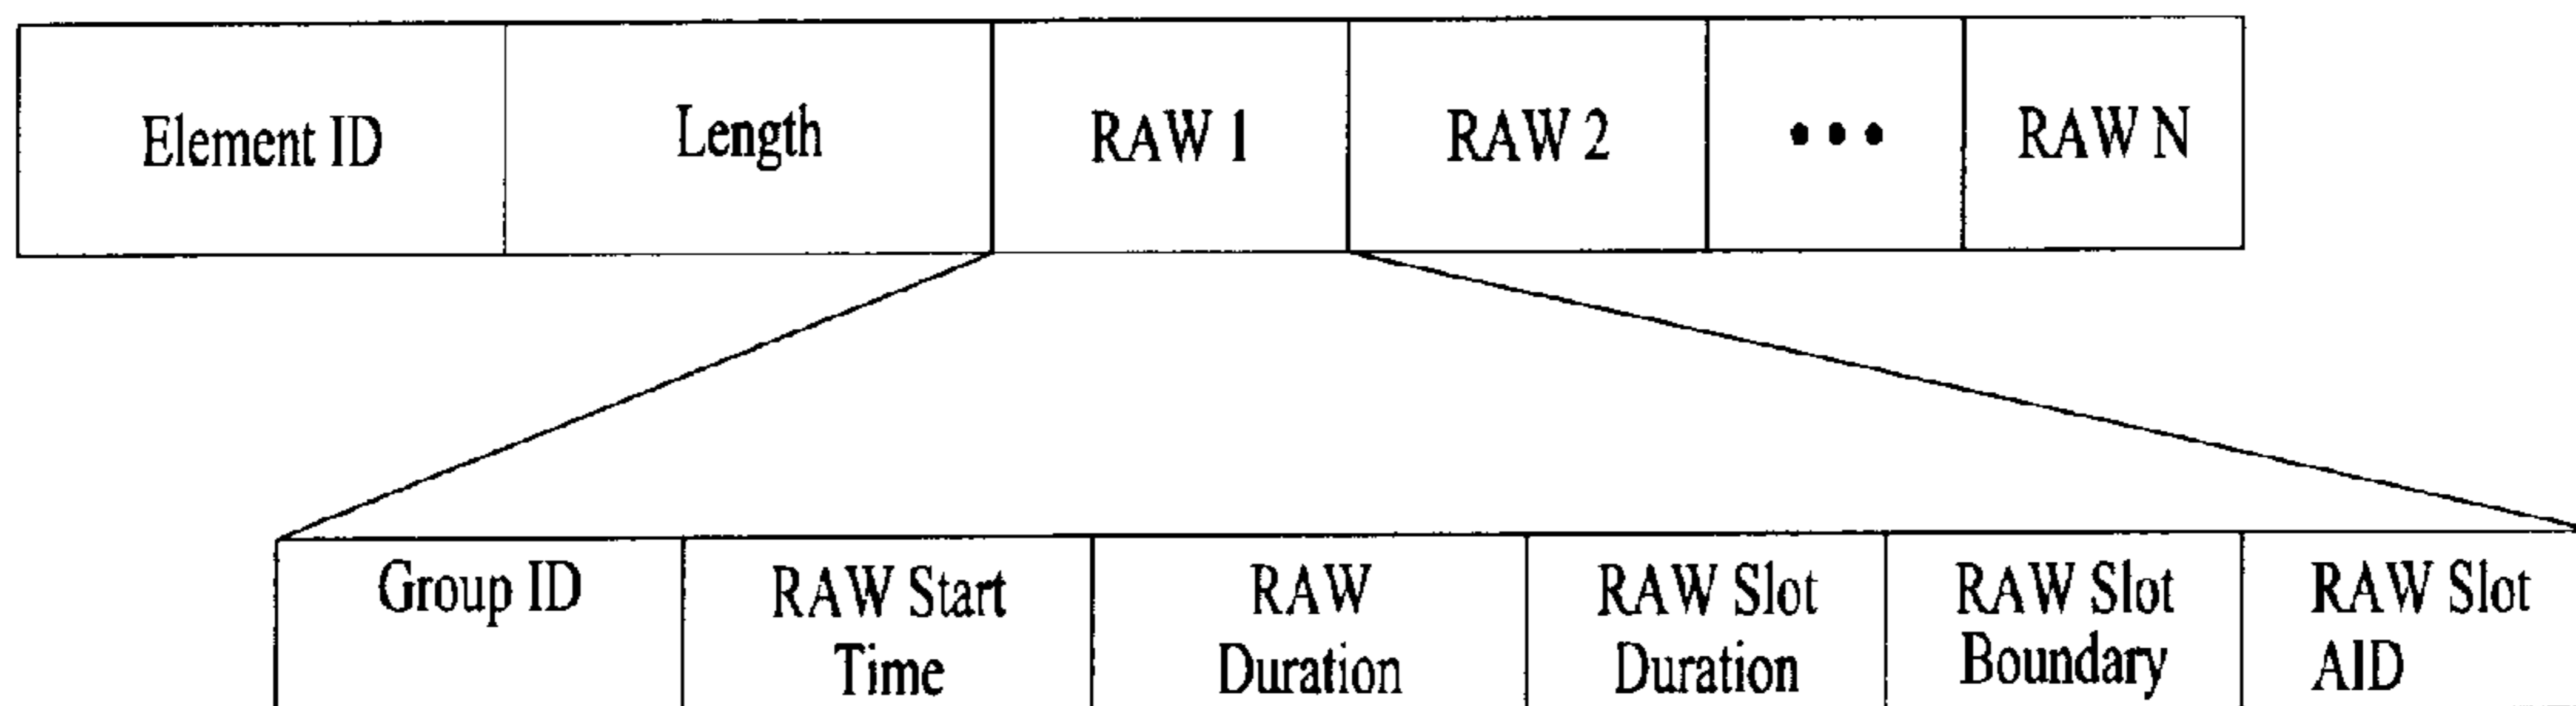 Element ID Length RAW 1 RAW 2 ••• RAW N
Group ID RAW Start RAW RAW Slot RAW Slot RAW Slot
Time Duration Duration Boundary AID